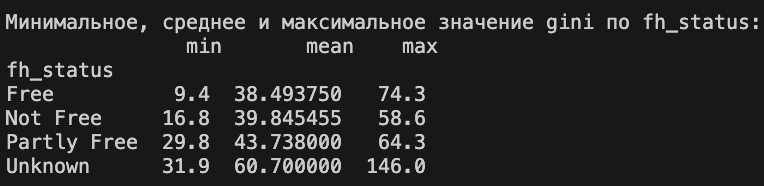 Минимальное, среднее и максимальное значение gini по fh_status:
min mean max
fh_status
Free 9.4 38.493750 74.3
Not Free 16.8 39.845455 58.6
Partly Free 29.8 43.738000 64.3
Unknown 31.9 60.700000 146.0